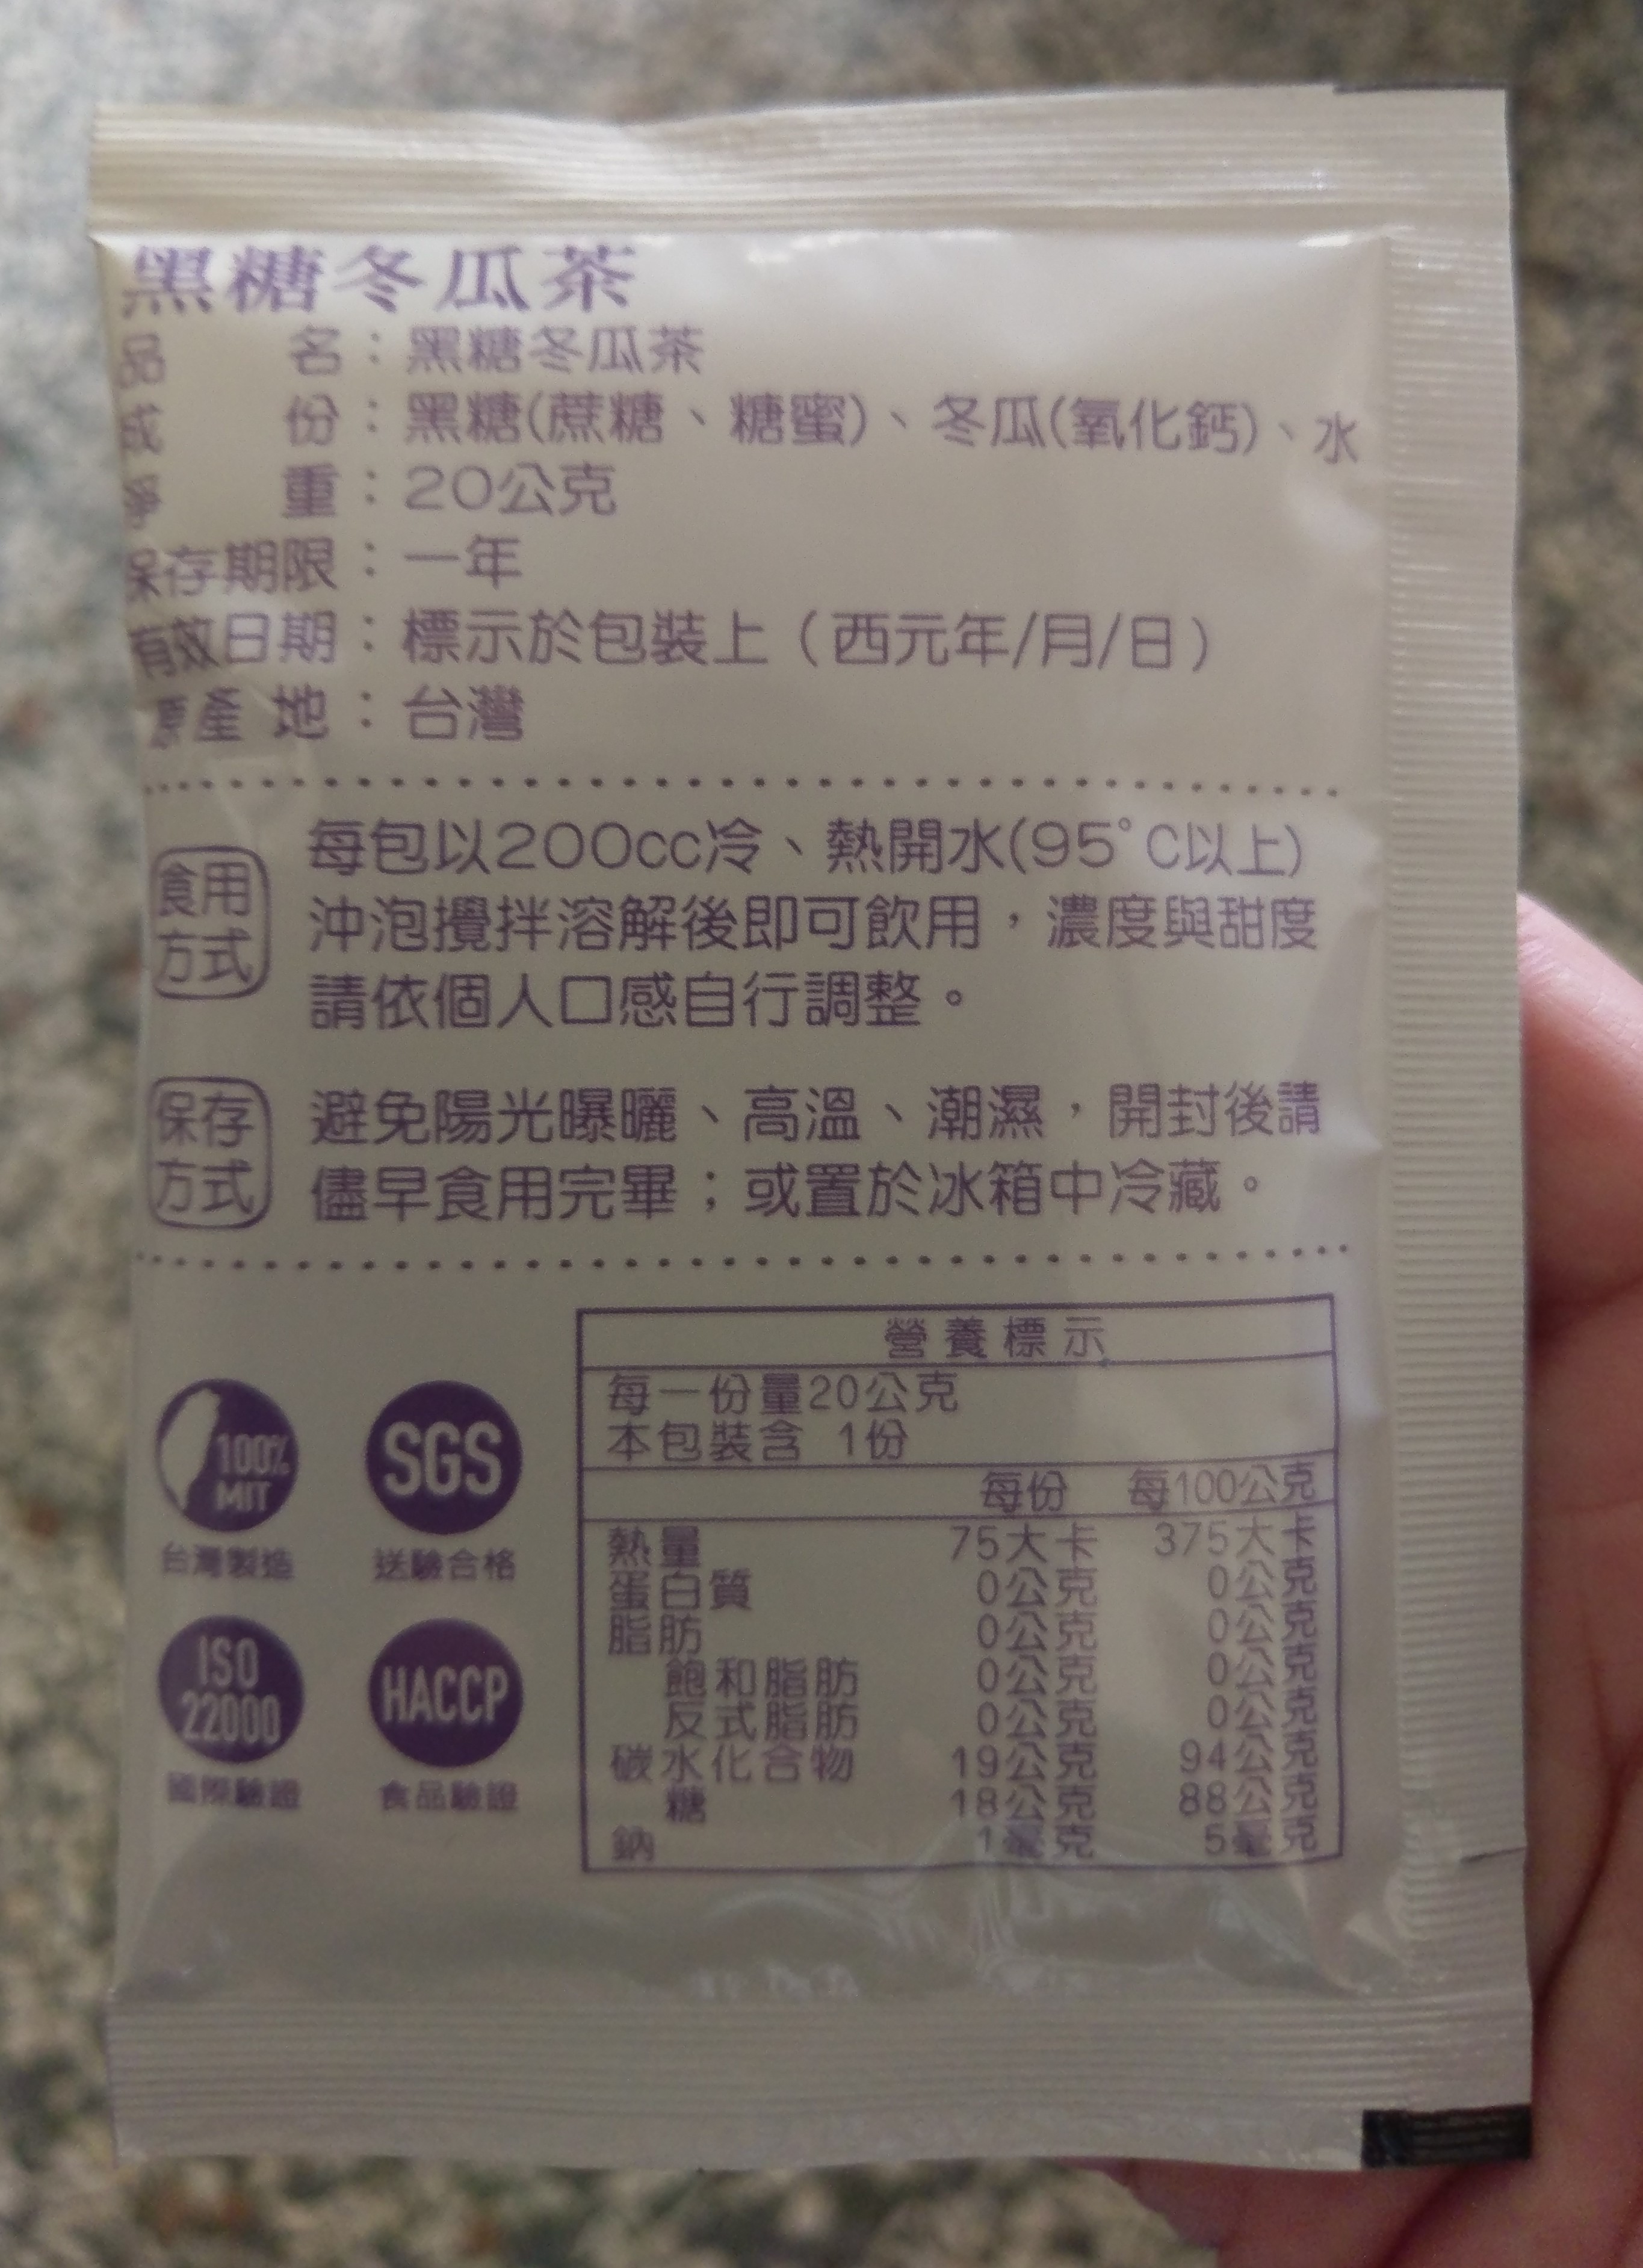 黑糖冬瓜茶
品名：黑糖冬瓜茶
成份：黑糖(蔗糖、糖蜜)、冬瓜(氧化鈣)、水
淨重：20公克
保存期限：一年
有效日期：標示於包裝上（西元年/月/日）
原產地：台灣
食用
方式
每包以200cc冷、熱開水(95°C以上)
沖泡攪拌溶解後即可飲用，濃度與甜度
請依個人口感自行調整。
保存
方式
避免陽光曝曬、高溫、潮濕，開封後請
儘早食用完畢；或置於冰箱中冷藏。
100%
MIT
台灣製造
SGS
送驗合格
ISO
22000
國際驗證
HACCP
食品驗證
營養標示
每一份量20公克
本包裝含 1份
每份 每100公克
熱量 75大卡 375大卡
蛋白質 0公克 0公克
脂肪 0公克 0公克
飽和脂肪 0公克 0公克
反式脂肪 0公克 0公克
碳水化合物 19公克 94公克
糖 18公克 88公克
鈉 1毫克 5毫克